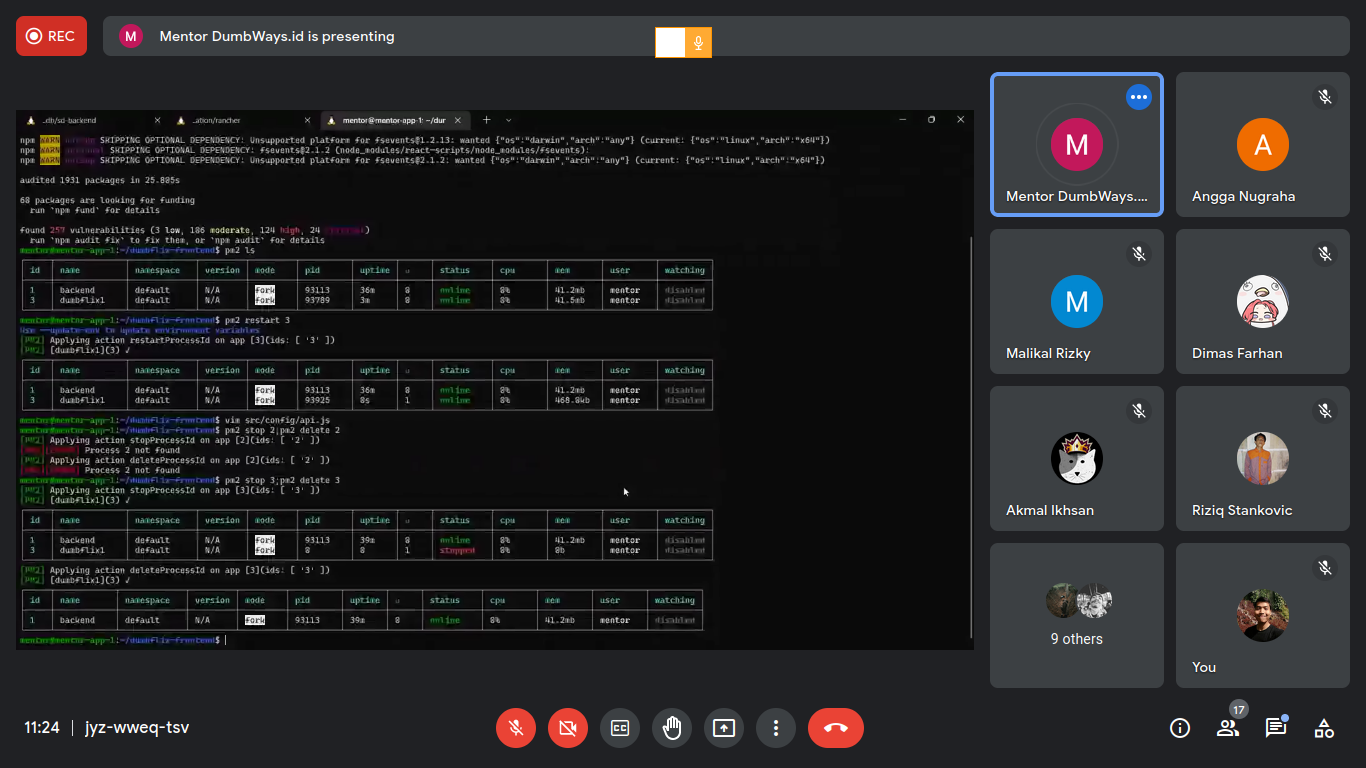 REC
M
Mentor DumbWays.id is presenting
..db/sd-backend
..ation/rancher
mentor@mentor-app-1: ~/dur
npm WARN SKIPPING OPTIONAL DEPENDENCY: Unsupported platform for fsevents@1.2.13: wanted {"os":"darwin","arch":"any"} (current: {"os":"linux","arch":"x64"})
npm WARN SKIPPING OPTIONAL DEPENDENCY: fsevents@2.1.2 (node_modules/react-scripts/node_modules/fsevents):
npm WARN SKIPPING OPTIONAL DEPENDENCY: Unsupported platform for fsevents@2.1.2: wanted {"os":"darwin","arch":"any"} (current: {"os":"linux","arch":"x64"})
audited 1931 packages in 25.885s
68 packages are looking for funding
run `npm fund` for details
found 257 vulnerabilities (3 low, 106 moderate, 124 high, 24
run `npm audit fix` to fix them, or `npm audit` for details
mentor@mentor-app-1:~/dumbflix-frontend$ pm2 ls
id name namespace version mode pid uptime status cpu mem user watching
1 backend default N/A fork 93113 36m 0 online 0% 41.2mb mentor disabled
3 dumbflix1 default N/A fork 93789 3m 0 online 0% 41.5mb mentor disabled
mentor@mentor-app-1:~/dumbflix-frontend$ pm2 restart 3
Use --update-env to update environment variables
[PM2] Applying action restartProcessId on app [3](ids: [ '3' ])
[PM2] [dumbflix1](3) ✓
id name namespace version mode pid uptime status cpu mem user watching
1 backend default N/A fork 93113 36m 0 online 0% 41.2mb mentor disabled
3 dumbflix1 default N/A fork 93925 0s 1 online 0% 468.0kb mentor disabled
mentor@mentor-app-1:~/dumbflix-frontend$ vim src/config/api.js
mentor@mentor-app-1:~/dumbflix-frontend$ pm2 stop 2;pm2 delete 2
[PM2] Applying action stopProcessId on app [2](ids: [ '2' ])
Process 2 not found
[PM2] Applying action deleteProcessId on app [2](ids: [ '2' ])
Process 2 not found
mentor@mentor-app-1:~/dumbflix-frontend$ pm2 stop 3;pm2 delete 3
[PM2] Applying action stopProcessId on app [3](ids: [ '3' ])
[PM2] [dumbflix1](3) ✓
id name namespace version mode pid uptime status cpu mem user watching
1 backend default N/A fork 93113 39m 0 online 0% 41.2mb mentor disabled
3 dumbflix1 default N/A fork 0 0 1 stopped 0% 0b mentor disabled
[PM2] Applying action deleteProcessId on app [3](ids: [ '3' ])
[PM2] [dumbflix1](3) ✓
id name namespace version mode pid uptime status cpu mem user watching
1 backend default N/A fork 93113 39m 0 online 0% 41.2mb mentor disabled
mentor@mentor-app-1:~/dumbflix-frontend$
M
Mentor DumbWays....
A
Angga Nugraha
M
Malikal Rizky
Dimas Farhan
Akmal Ikhsan
Riziq Stankovic
9 others
You
11:24 | jyz-wweq-tsv
CC
17